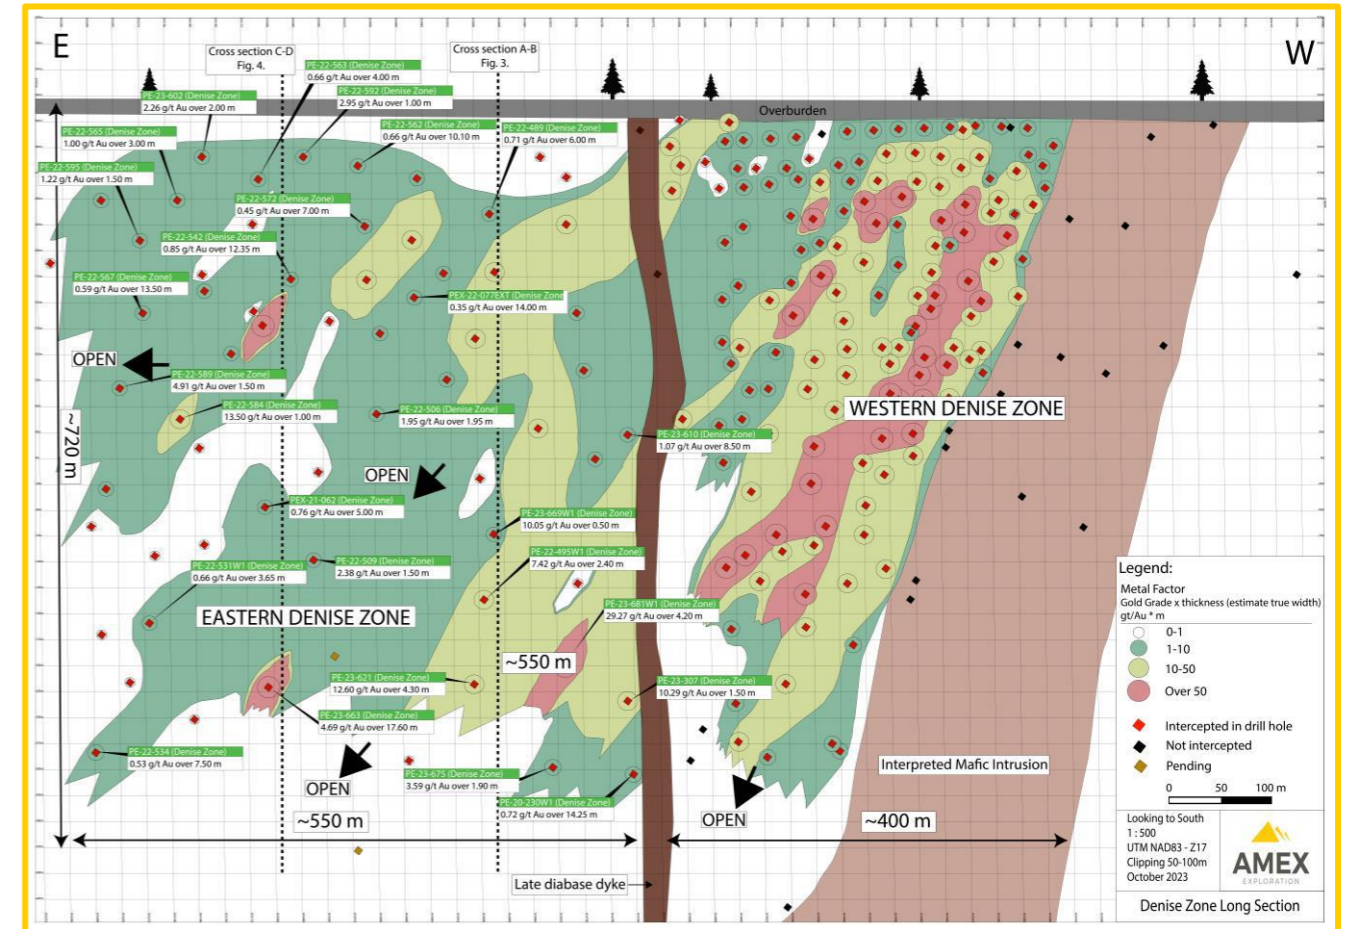 E
W
Cross section C-D
Fig. 4.
Cross section A-B
Fig. 3.
PE-22-563 (Denise Zone)
0.66 g/t Au over 4.00 m
PE-23-602 (Denise Zone)
2.26 g/t Au over 2.00 m
PE-22-592 (Denise Zone)
2.95 g/t Au over 1.00 m
Overburden
PE-22-565 (Denise Zone)
1.00 g/t Au over 3.00 m
PE-22-562 (Denise Zone)
0.66 g/t Au over 10.10 m
PE-22-489 (Denise Zone)
0.71 g/t Au over 6.00 m
PE-22-595 (Denise Zone)
1.22 g/t Au over 1.50 m
PE-22-572 (Denise Zone)
0.45 g/t Au over 7.00 m
PE-22-542 (Denise Zone)
0.85 g/t Au over 12.35 m
PE-22-567 (Denise Zone)
0.59 g/t Au over 13.50 m
PEX-22-077EXT (Denise Zone)
0.35 g/t Au over 14.00 m
OPEN
PE-22-589 (Denise Zone)
4.91 g/t Au over 1.50 m
PE-22-584 (Denise Zone)
13.50 g/t Au over 1.00 m
PE-22-506 (Denise Zone)
1.95 g/t Au over 1.95 m
WESTERN DENISE ZONE
~720 m
PE-23-610 (Denise Zone)
1.07 g/t Au over 8.50 m
OPEN
PEX-21-062 (Denise Zone)
0.76 g/t Au over 5.00 m
PE-23-669W1 (Denise Zone)
10.05 g/t Au over 0.50 m
PE-22-531W1 (Denise Zone)
0.66 g/t Au over 3.65 m
PE-22-509 (Denise Zone)
2.38 g/t Au over 1.50 m
PE-22-495W1 (Denise Zone)
7.42 g/t Au over 2.40 m
EASTERN DENISE ZONE
PE-23-681W1 (Denise Zone)
29.27 g/t Au over 4.20 m
~550 m
PE-23-621 (Denise Zone)
12.60 g/t Au over 4.30 m
PE-23-307 (Denise Zone)
10.29 g/t Au over 1.50 m
PE-23-663 (Denise Zone)
4.69 g/t Au over 17.60 m
PE-22-534 (Denise Zone)
0.53 g/t Au over 7.50 m
PE-23-675 (Denise Zone)
3.59 g/t Au over 1.90 m
OPEN
PE-20-230W1 (Denise Zone)
0.72 g/t Au over 14.25 m
Interpreted Mafic Intrusion
OPEN
~550 m
~400 m
Late diabase dyke
Legend:
Metal Factor
Gold Grade x thickness (estimate true width)
gt/Au * m
0-1
1-10
10-50
Over 50
Intercepted in drill hole
Not intercepted
Pending
0 50 100 m
Looking to South
1 : 500
UTM NAD83 - Z17
Clipping 50-100m
October 2023
AMEX
EXPLORATION
Denise Zone Long Section